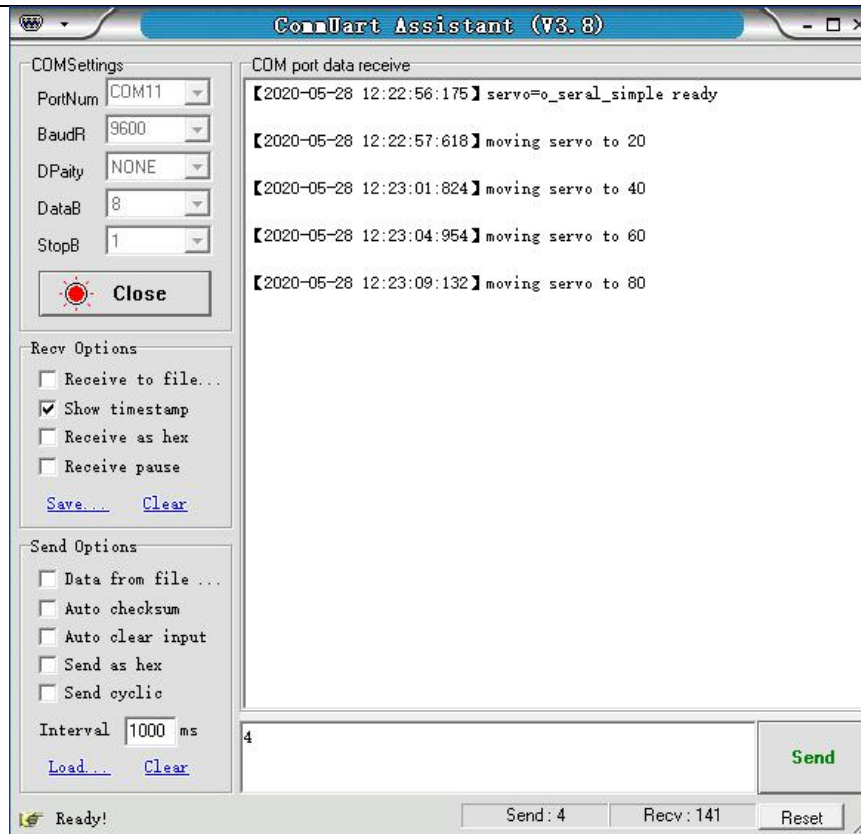 CommUart Assistant (V3.8)
COMSettings
PortNum COM11
BaudR 9600
DPaity NONE
DataB 8
StopB 1
Close
Recv Options
Receive to file...
Show timestamp
Receive as hex
Receive pause
Save... Clear
Send Options
Data from file ...
Auto checksum
Auto clear input
Send as hex
Send cyclic
Interval 1000 ms
Load... Clear
COM port data receive
【2020-05-28 12:22:56:175】servo=o_seral_simple ready
【2020-05-28 12:22:57:618】moving servo to 20
【2020-05-28 12:23:01:824】moving servo to 40
【2020-05-28 12:23:04:954】moving servo to 60
【2020-05-28 12:23:09:132】moving servo to 80
4
Send
Ready!
Send : 4
Recv : 141
Reset